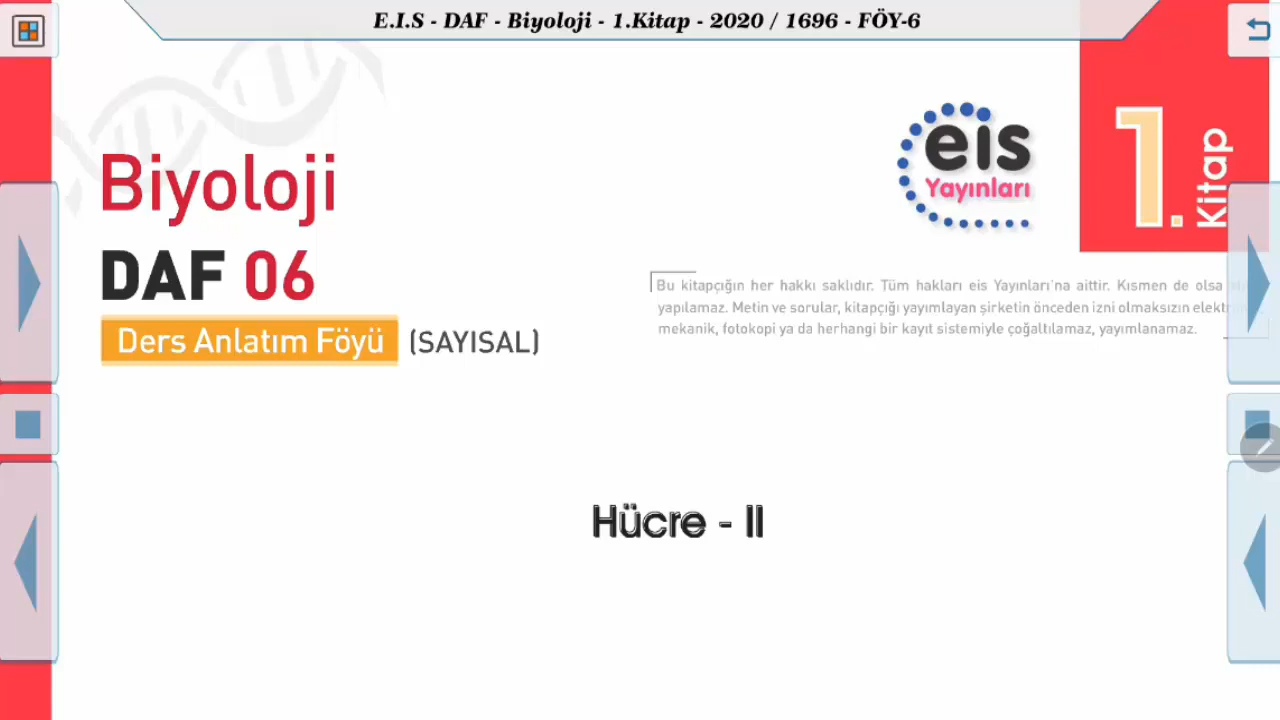 E.I.S - DAF - Biyoloji - 1.Kitap - 2020 / 1696 - FÖY-6
eis
Yayınları
1.
Kitap
Biyoloji
DAF 06
Ders Anlatım Föyü (SAYISAL)
Bu kitapçığın her hakkı saklıdır. Tüm hakları eis Yayınları'na aittir. Kısmen de olsa
yapılamaz. Metin ve sorular, kitapçığı yayımlayan şirketin önceden izni olmaksızın
mekanik, fotokopi ya da herhangi bir kayıt sistemiyle çoğaltılamaz, yayımlanamaz.
Hücre - II